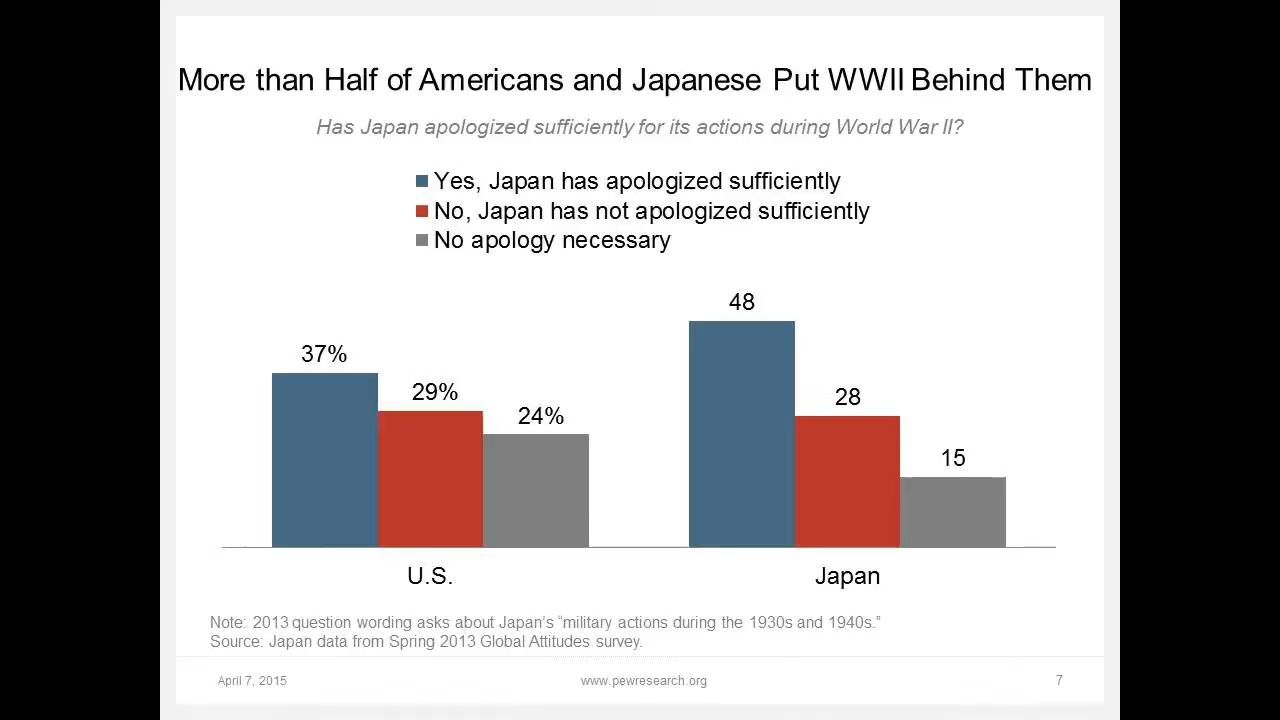 More than Half of Americans and Japanese Put WWII Behind Them
Has Japan apologized sufficiently for its actions during World War II?
Yes, Japan has apologized sufficiently
No, Japan has not apologized sufficiently
No apology necessary
37%
29%
24%
48
28
15
U.S.
Japan
Note: 2013 question wording asks about Japan's “military actions during the 1930s and 1940s.”
Source: Japan data from Spring 2013 Global Attitudes survey.
April 7, 2015
www.pewresearch.org
7